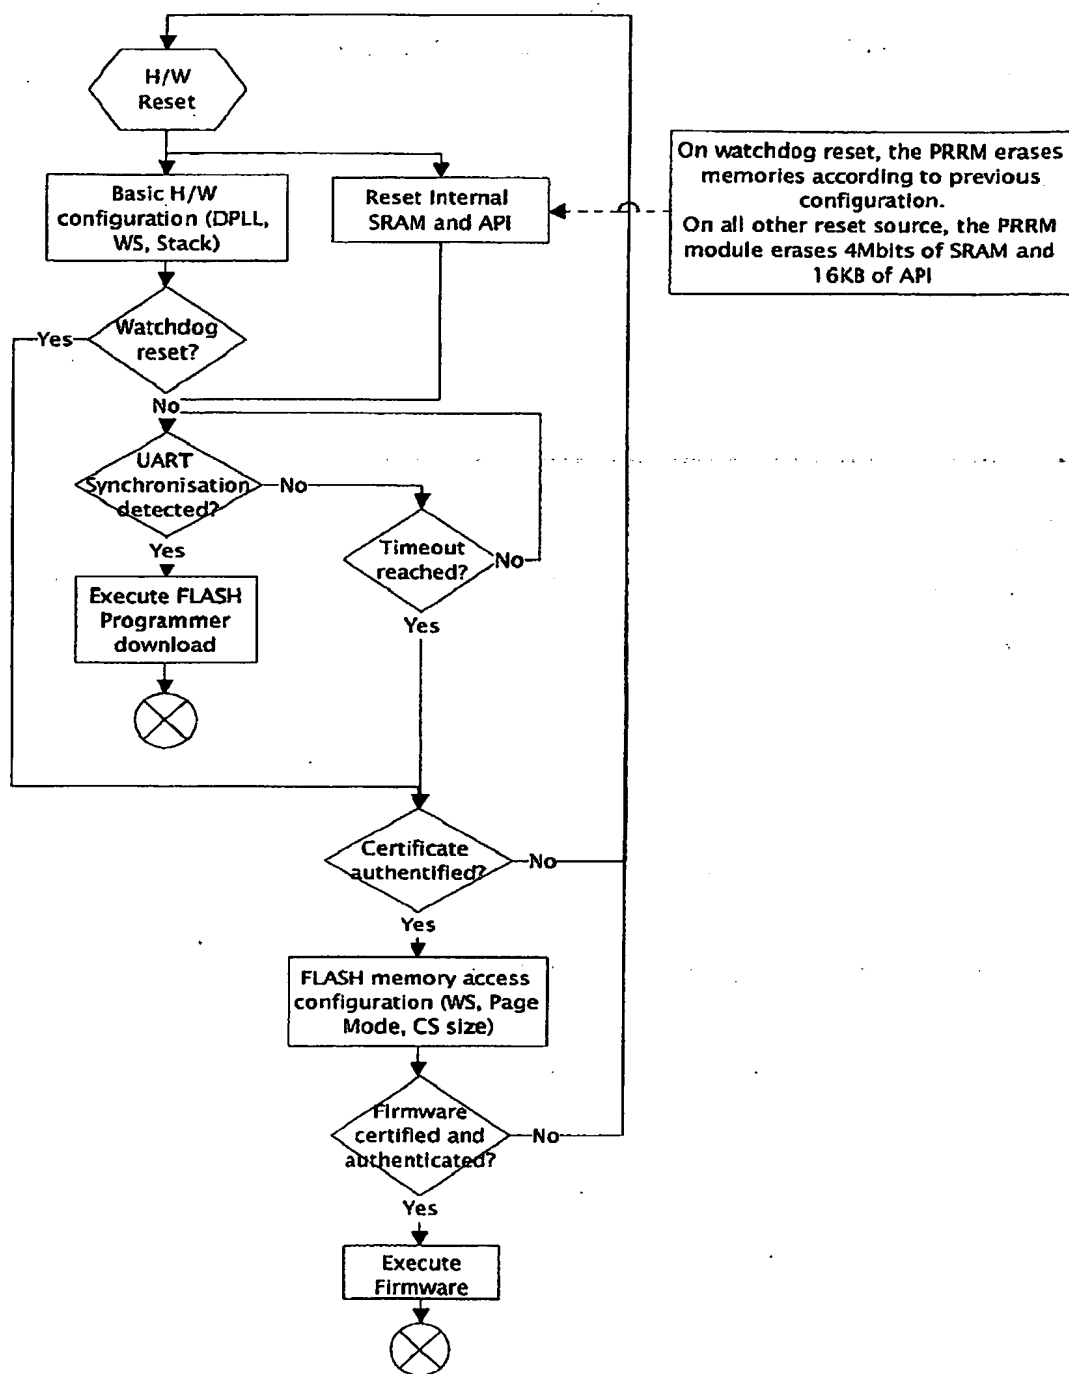 H/W
Reset
Basic H/W
configuration (DPLL,
WS, Stack)
Reset Internal
SRAM and API
On watchdog reset, the PRRM erases
memories according to previous
configuration.
On all other reset source, the PRRM
module erases 4Mbits of SRAM and
16KB of API
Yes
Watchdog
reset?
No
UART
Synchronisation
detected?
No
Timeout
reached?
No
Yes
Execute FLASH
Programmer
download
Yes
Certificate
authentified?
No
Yes
FLASH memory access
configuration (WS, Page
Mode, CS size)
Firmware
certified and
authenticated?
No
Yes
Execute
Firmware